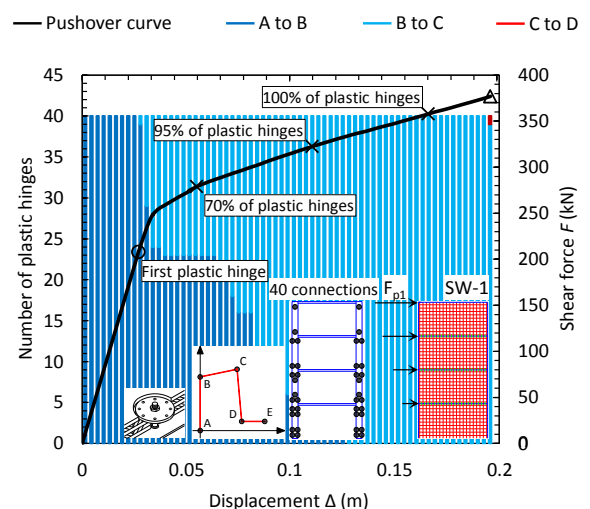 Pushover curve
A to B
B to C
C to D
45
40
35
30
25
20
15
10
5
0
Number of plastic hinges
400
350
300
250
200
150
100
50
0
Shear force F (kN)
100% of plastic hinges
95% of plastic hinges
70% of plastic hinges
First plastic hinge
40 connections
Fp1
SW-1
A
B
C
D
E
0
0.05
0.1
0.15
0.2
Displacement Δ (m)